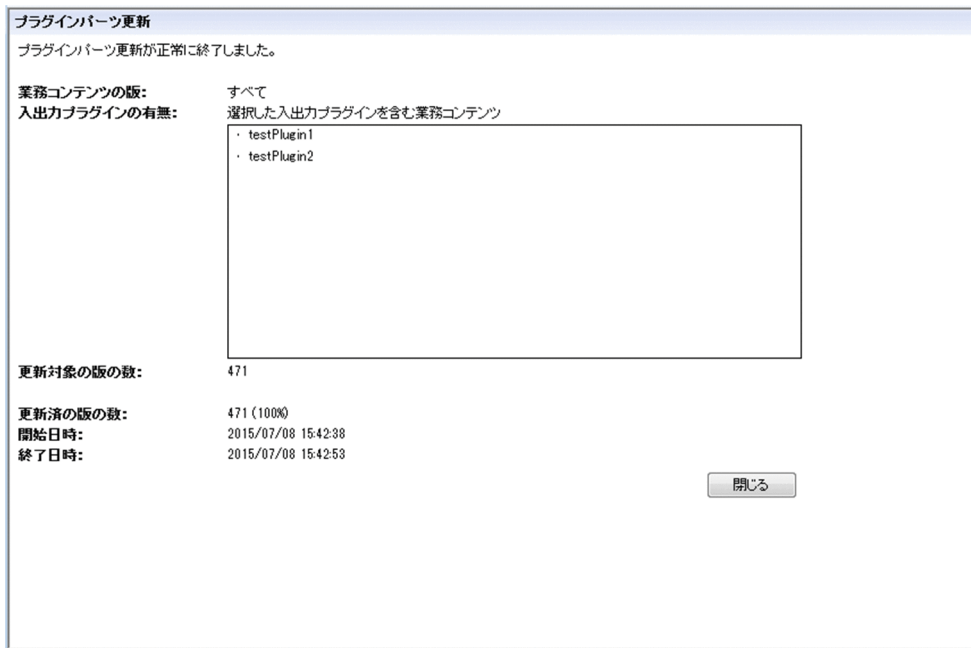 プラグインパーツ更新
プラグインパーツ更新が正常に終了しました。
業務コンテンツの版: すべて
入出力プラグインの有無: 選択した入出力プラグインを含む業務コンテンツ
・ testPlugin1
・ testPlugin2
更新対象の版の数: 471
更新済の版の数: 471 (100%)
開始日時: 2015/07/08 15:42:38
終了日時: 2015/07/08 15:42:53
閉じる